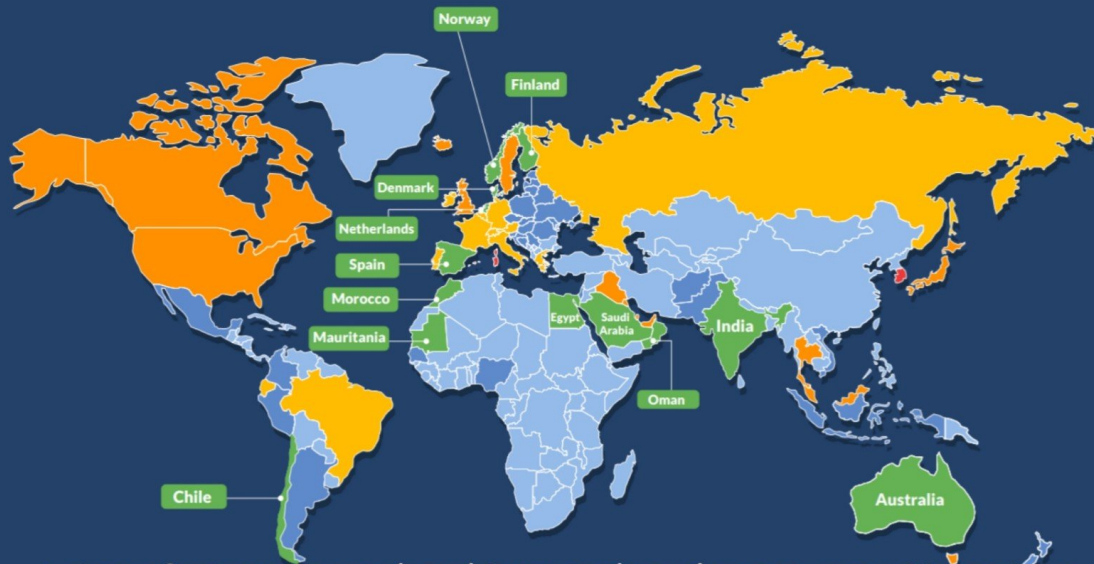 Norway
Finland
Denmark
Netherlands
Spain
Morocco
Mauritania
Egypt
Saudi
Arabia
India
Oman
Chile
Australia